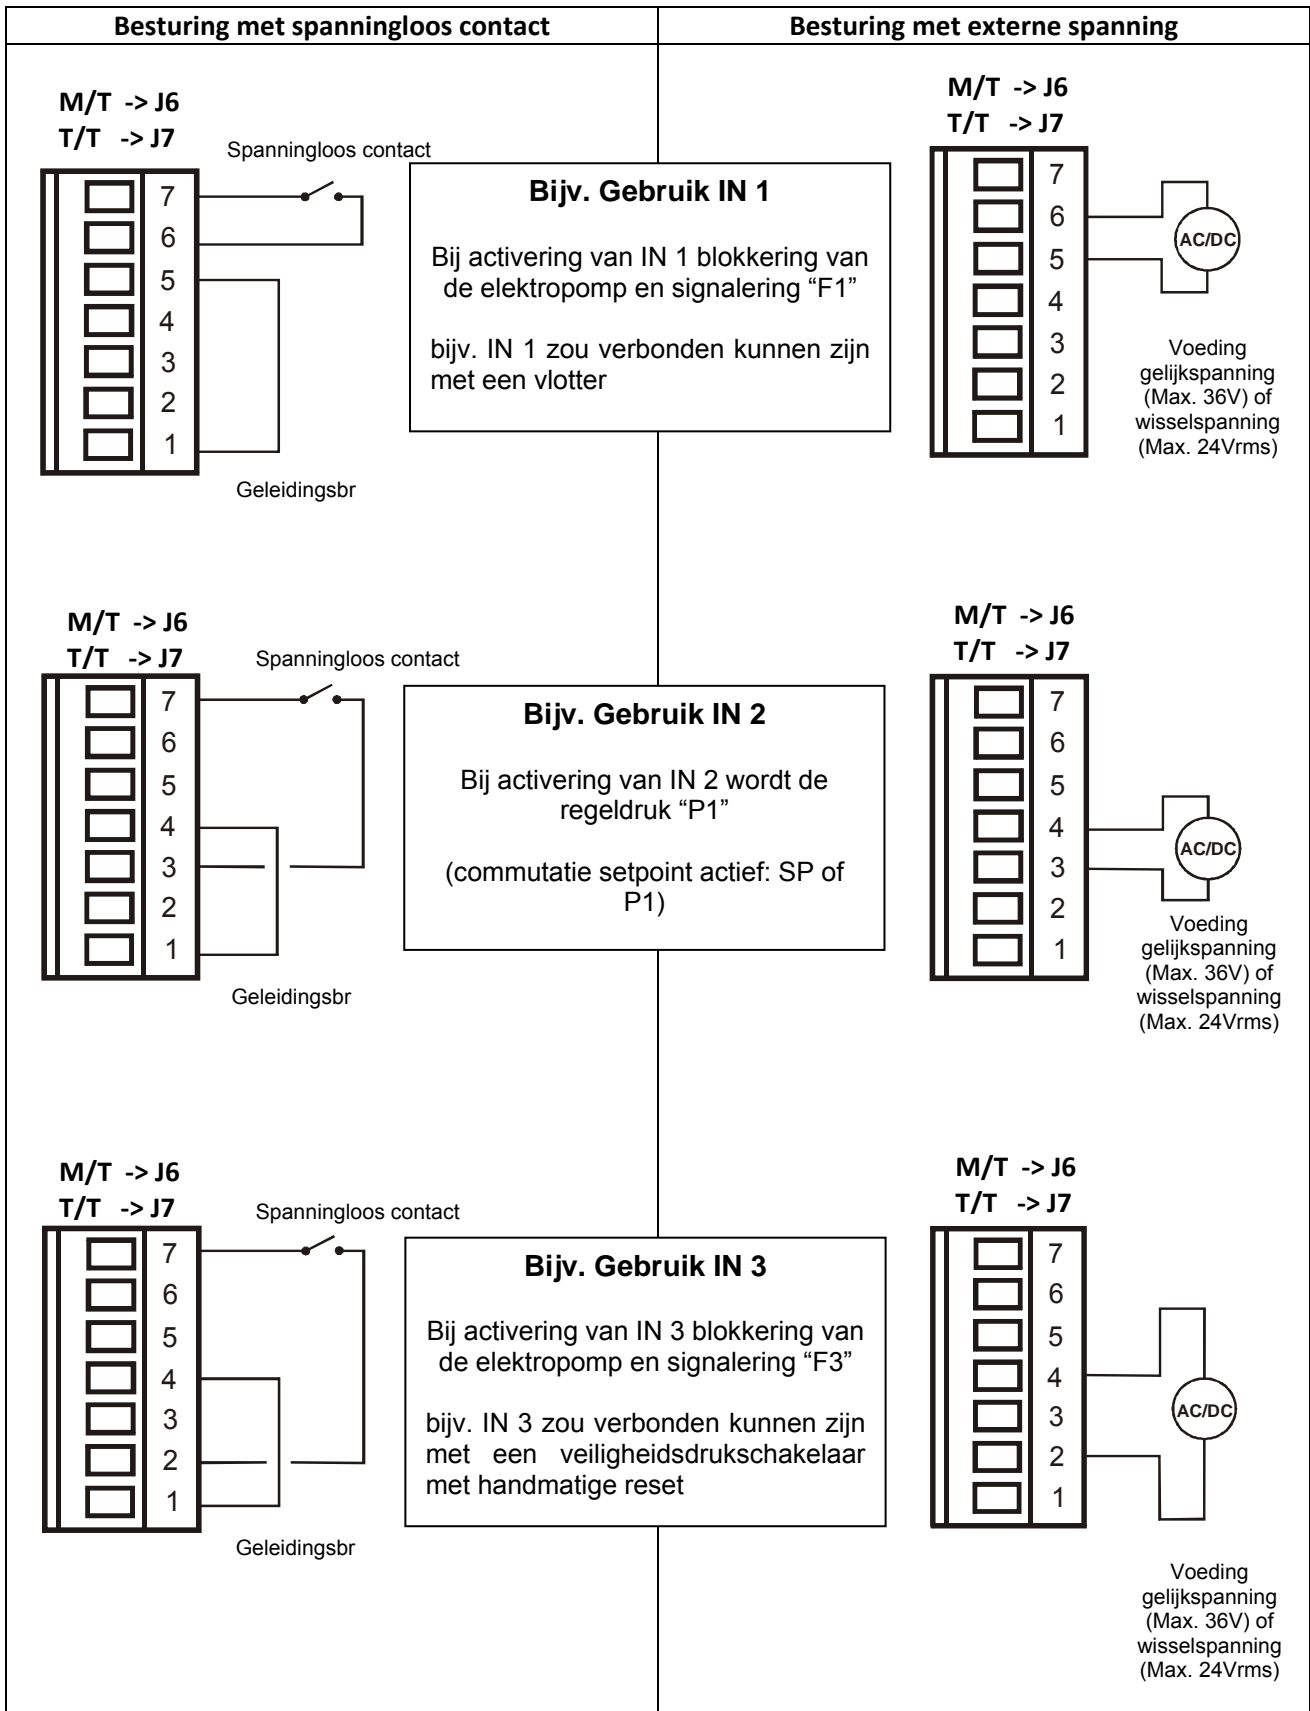 Besturing met spanningloos contact
Besturing met externe spanning
M/T -> J6
T/T -> J7
Spanningloos contact
7
6
5
4
3
2
1
Geleidingsbr
Bijv. Gebruik IN 1
Bij activering van IN 1 blokkering van
de elektropomp en signalering “F1”
bijv. IN 1 zou verbonden kunnen zijn
met een vlotter
M/T -> J6
T/T -> J7
7
6
5
4
3
2
1
AC/DC
Voeding
gelijkspanning
(Max. 36V) of
wisselspanning
(Max. 24Vrms)
M/T -> J6
T/T -> J7
Spanningloos contact
7
6
5
4
3
2
1
Geleidingsbr
Bijv. Gebruik IN 2
Bij activering van IN 2 wordt de
regeldruk “P1”
(commutatie setpoint actief: SP of
P1)
M/T -> J6
T/T -> J7
7
6
5
4
3
2
1
AC/DC
Voeding
gelijkspanning
(Max. 36V) of
wisselspanning
(Max. 24Vrms)
M/T -> J6
T/T -> J7
Spanningloos contact
7
6
5
4
3
2
1
Geleidingsbr
Bijv. Gebruik IN 3
Bij activering van IN 3 blokkering van
de elektropomp en signalering “F3”
bijv. IN 3 zou verbonden kunnen zijn
met een veiligheidsdrukschakelaar
met handmatige reset
M/T -> J6
T/T -> J7
7
6
5
4
3
2
1
AC/DC
Voeding
gelijkspanning
(Max. 36V) of
wisselspanning
(Max. 24Vrms)